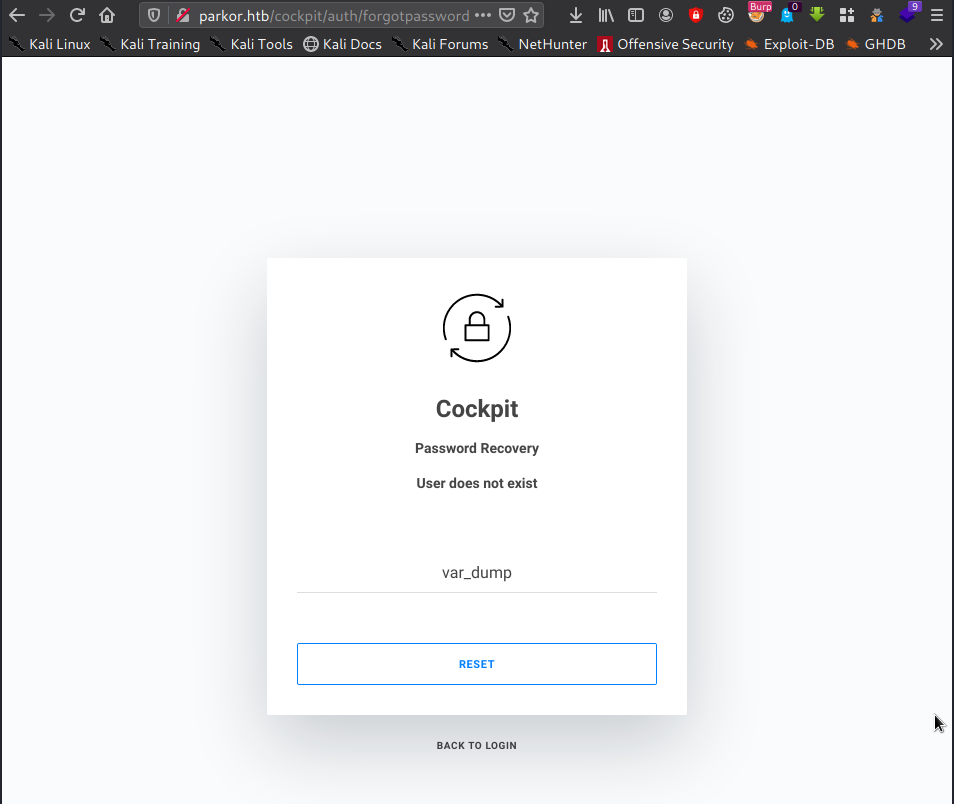 parkor.htb/cockpit/auth/forgotpassword
Burp
0
9
Kali Linux Kali Training Kali Tools Kali Docs Kali Forums NetHunter Offensive Security Exploit-DB GHDB
Cockpit
Password Recovery
User does not exist
var_dump
RESET
BACK TO LOGIN